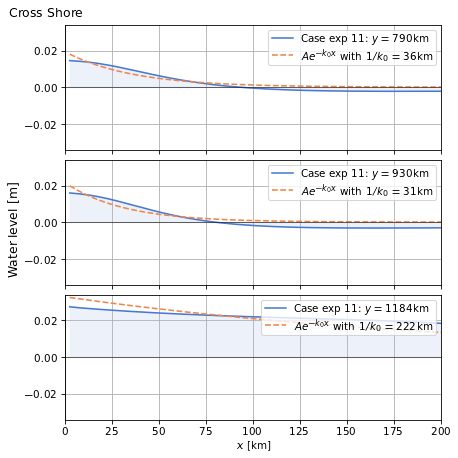 Cross Shore
Water level [m]
0.02
0.00
−0.02
Case exp 11: y = 790km
Ae^{−k₀x} with 1/k₀ = 36km
0.02
0.00
−0.02
Case exp 11: y = 930km
Ae^{−k₀x} with 1/k₀ = 31km
0.02
0.00
−0.02
Case exp 11: y = 1184km
Ae^{−k₀x} with 1/k₀ = 222km
0 25 50 75 100 125 150 175 200
x [km]